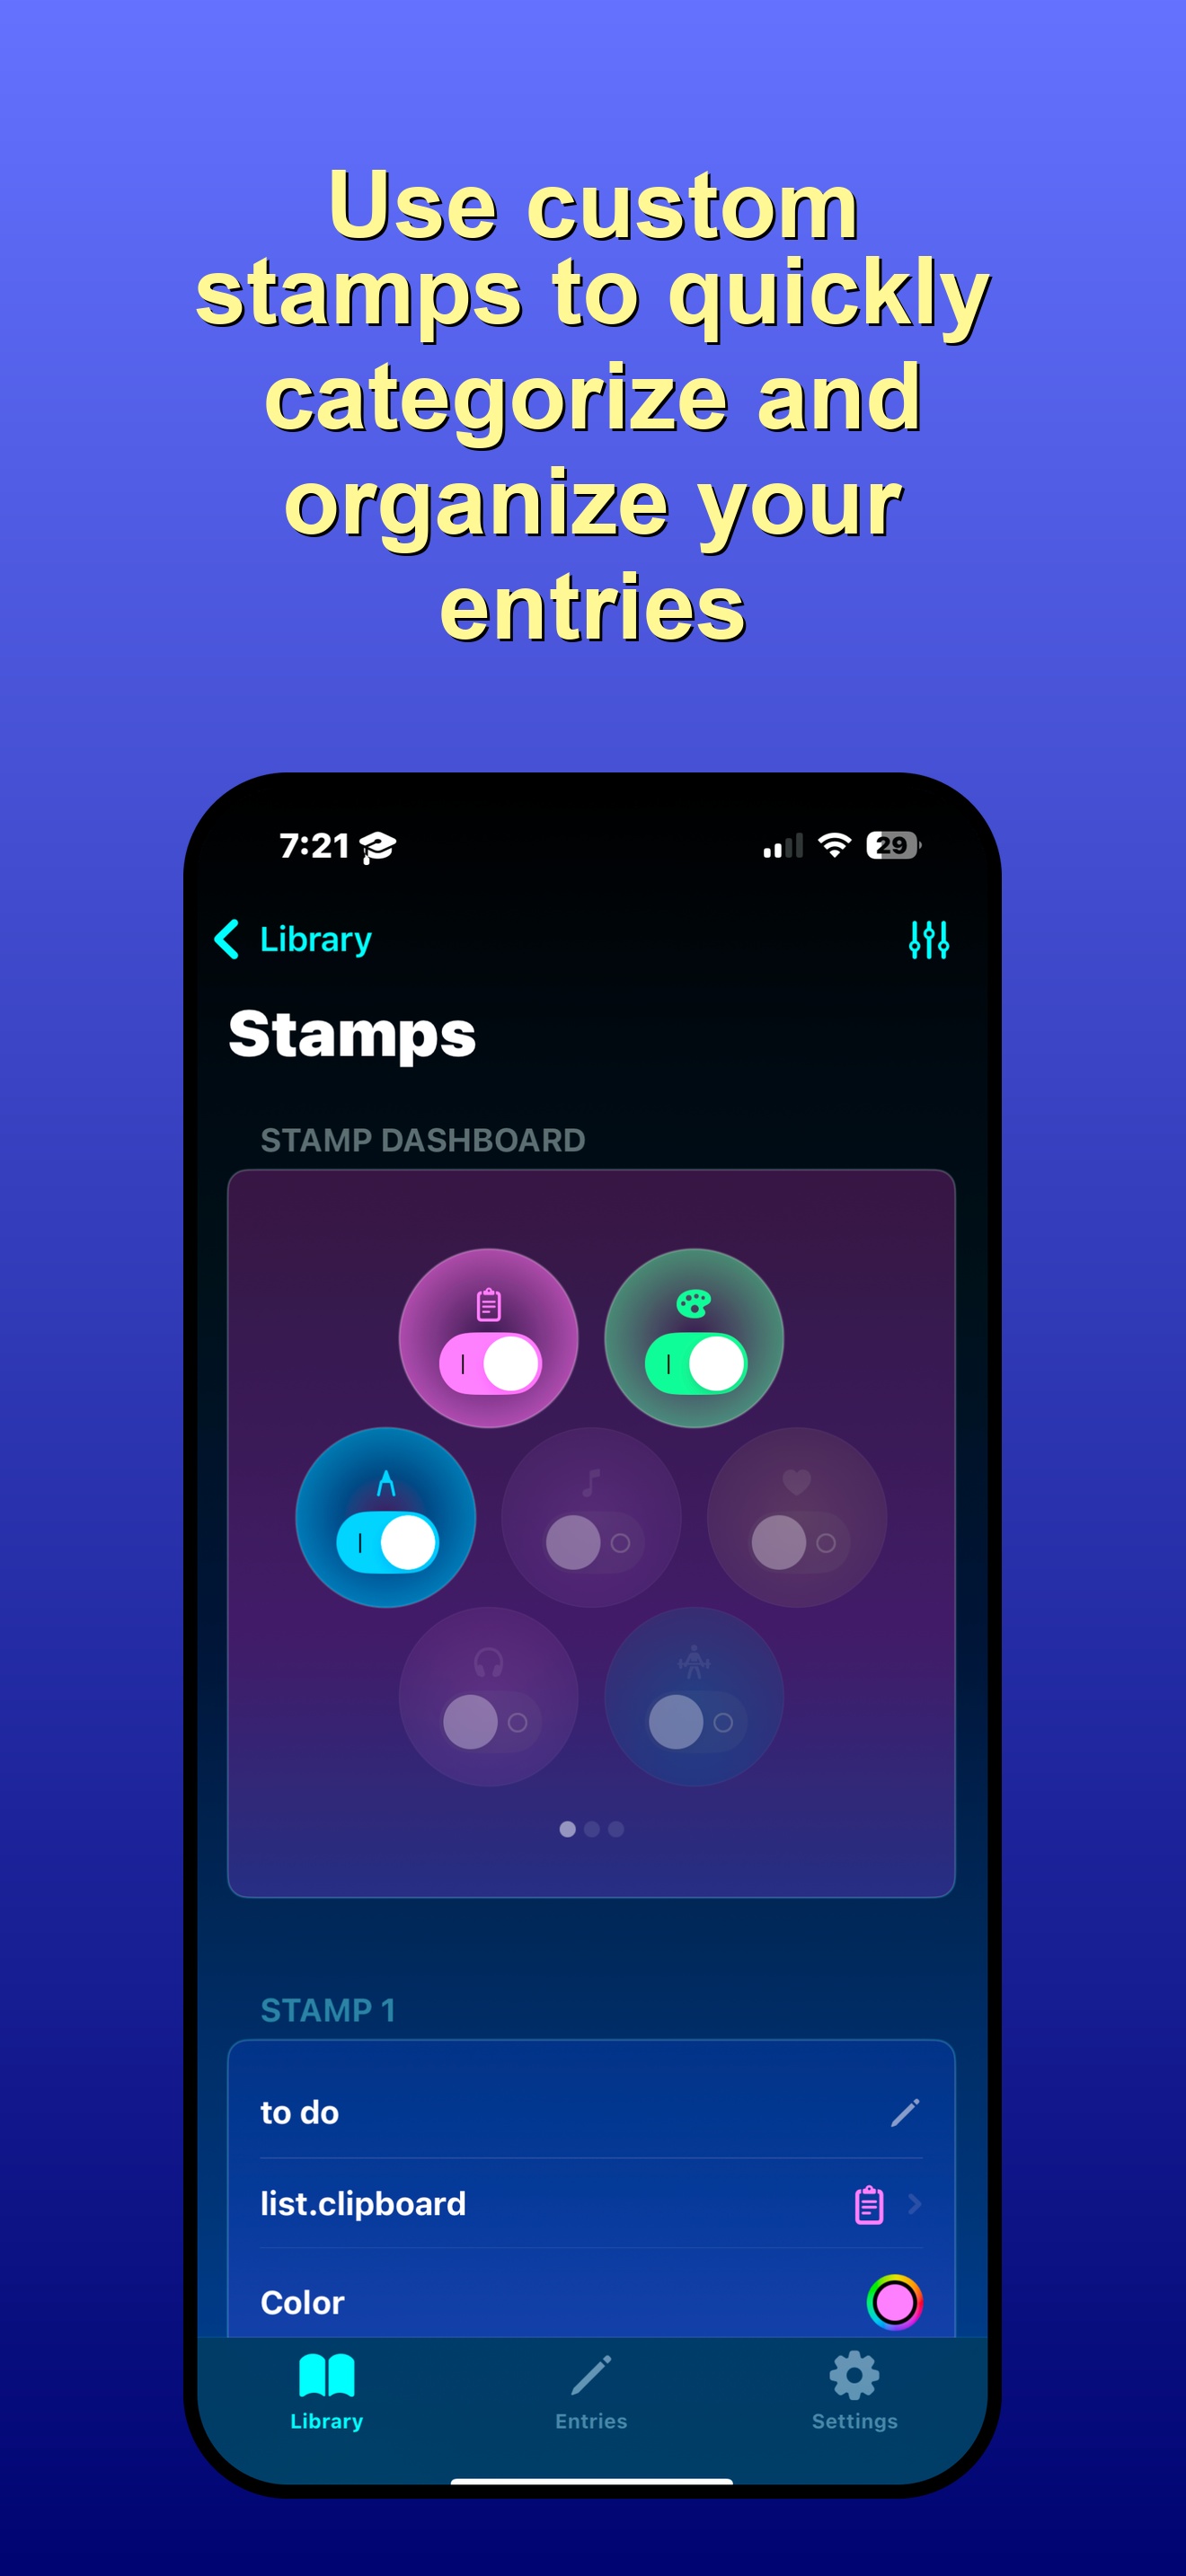 Use custom
stamps to quickly
categorize and
organize your
entries
7:21
29
Library
Stamps
STAMP DASHBOARD
STAMP 1
to do
list.clipboard
Color
Library
Entries
Settings